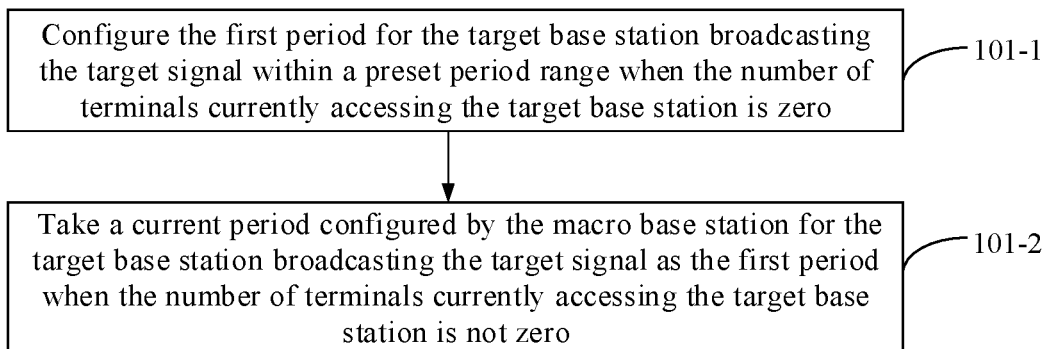 Configure the first period for the target base station broadcasting
the target signal within a preset period range when the number of
terminals currently accessing the target base station is zero
101-1
Take a current period configured by the macro base station for the
target base station broadcasting the target signal as the first period
when the number of terminals currently accessing the target base
station is not zero
101-2